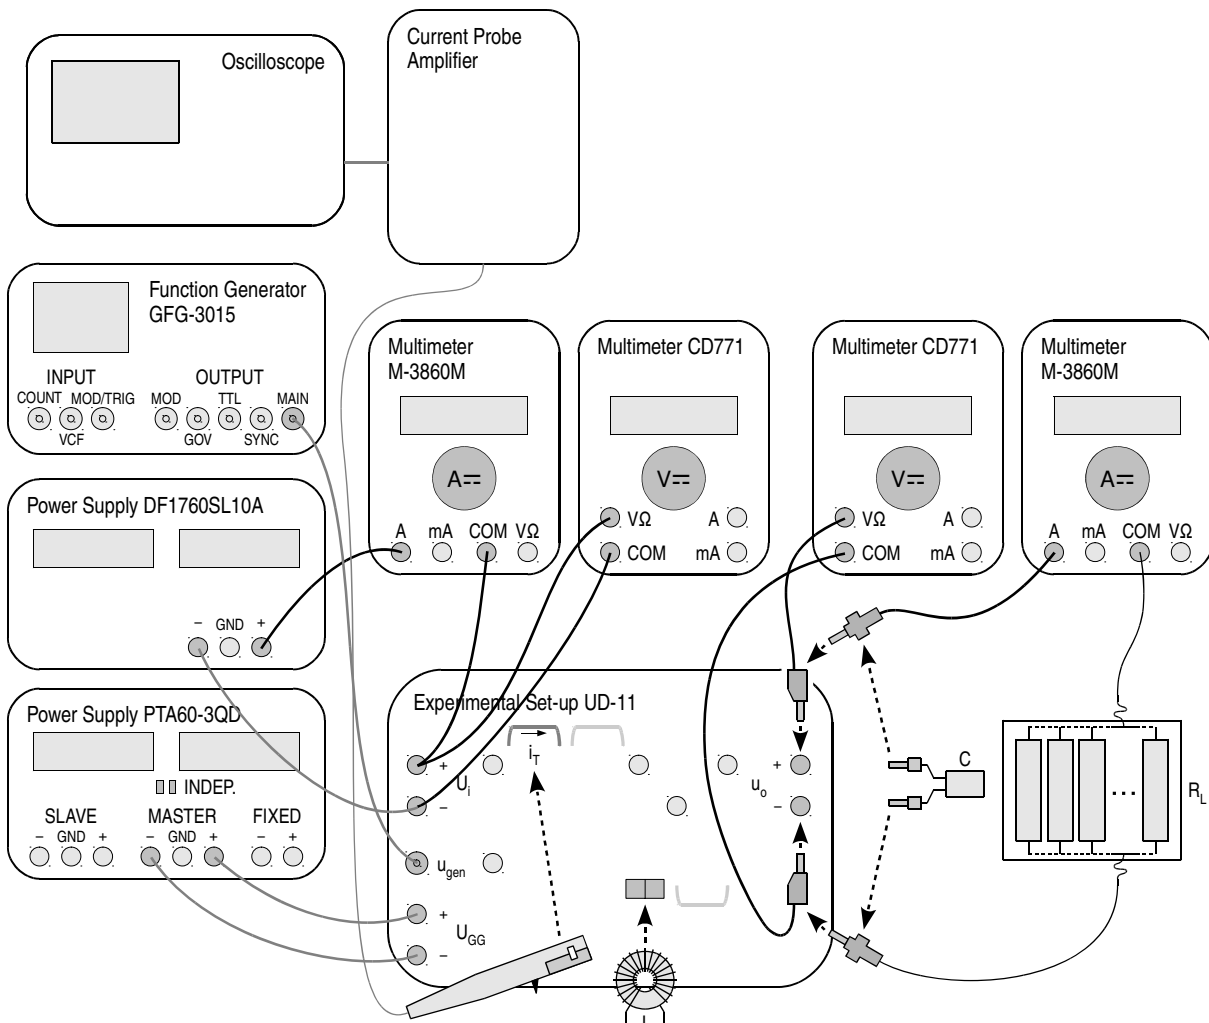 Oscilloscope
Current Probe
Amplifier
Function Generator
GFG-3015
INPUT
OUTPUT
COUNT
MOD/TRIG
MOD
TTL
MAIN
VCF
GOV
SYNC
Power Supply DF1760SL10A
− GND +
Power Supply PTA60-3QD
INDEP.
SLAVE
MASTER
FIXED
− GND +
− GND +
− +
Multimeter
M-3860M
A⎓
A mA COM VΩ
Multimeter CD771
V⎓
VΩ A
COM mA
Multimeter CD771
V⎓
VΩ A
COM mA
Multimeter
M-3860M
A⎓
A mA COM VΩ
Experimental Set-up UD-11
iT
+
Ui
−
ugen
+
UGG
−
+
uo
−
C
RL
...